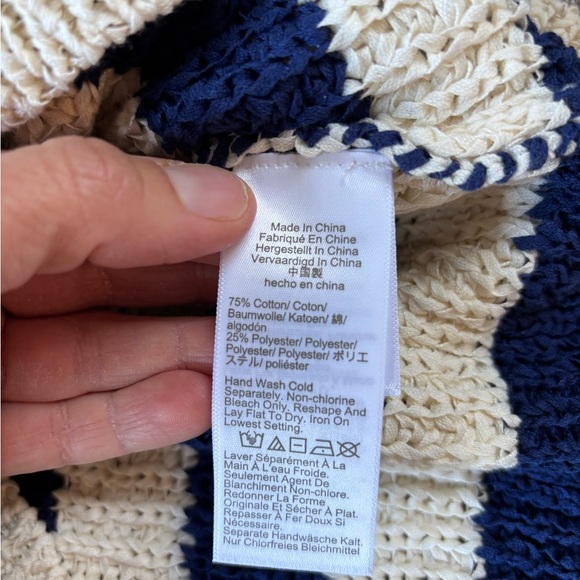 Made In China
Fabriqué En Chine
Hergestellt In China
Vervaardigd In China
中国製
hecho en china
75% Cotton/ Coton/
Baumwolle/ Katoen/ 綿/
algodón
25% Polyester/ Polyester/
Polyester/ Polyester/ ポリエ
ステル/ poliéster
Hand Wash Cold
Separately. Non-chlorine
Bleach Only. Reshape And
Lay Flat To Dry. Iron On
Lowest Setting.
Laver Séparément À La
Main À L'eau Froide.
Seulement Agent De
Blanchiment Non-chlore.
Redonner La Forme
Originale Et Sécher À Plat.
Repasser À Fer Doux Si
Nécessaire.
Separate Handwäsche Kalt.
Nur Chlorfreies Bleichmittel